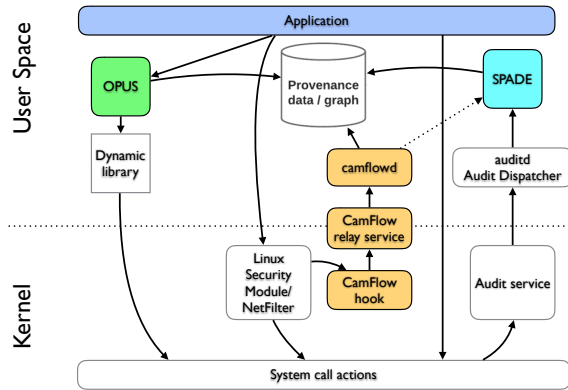 Application
User Space
OPUS
Provenance
data / graph
SPADE
Dynamic
library
camflowd
auditd
Audit Dispatcher
CamFlow
relay service
Kernel
Linux
Security
Module/
NetFilter
CamFlow
hook
Audit service
System call actions